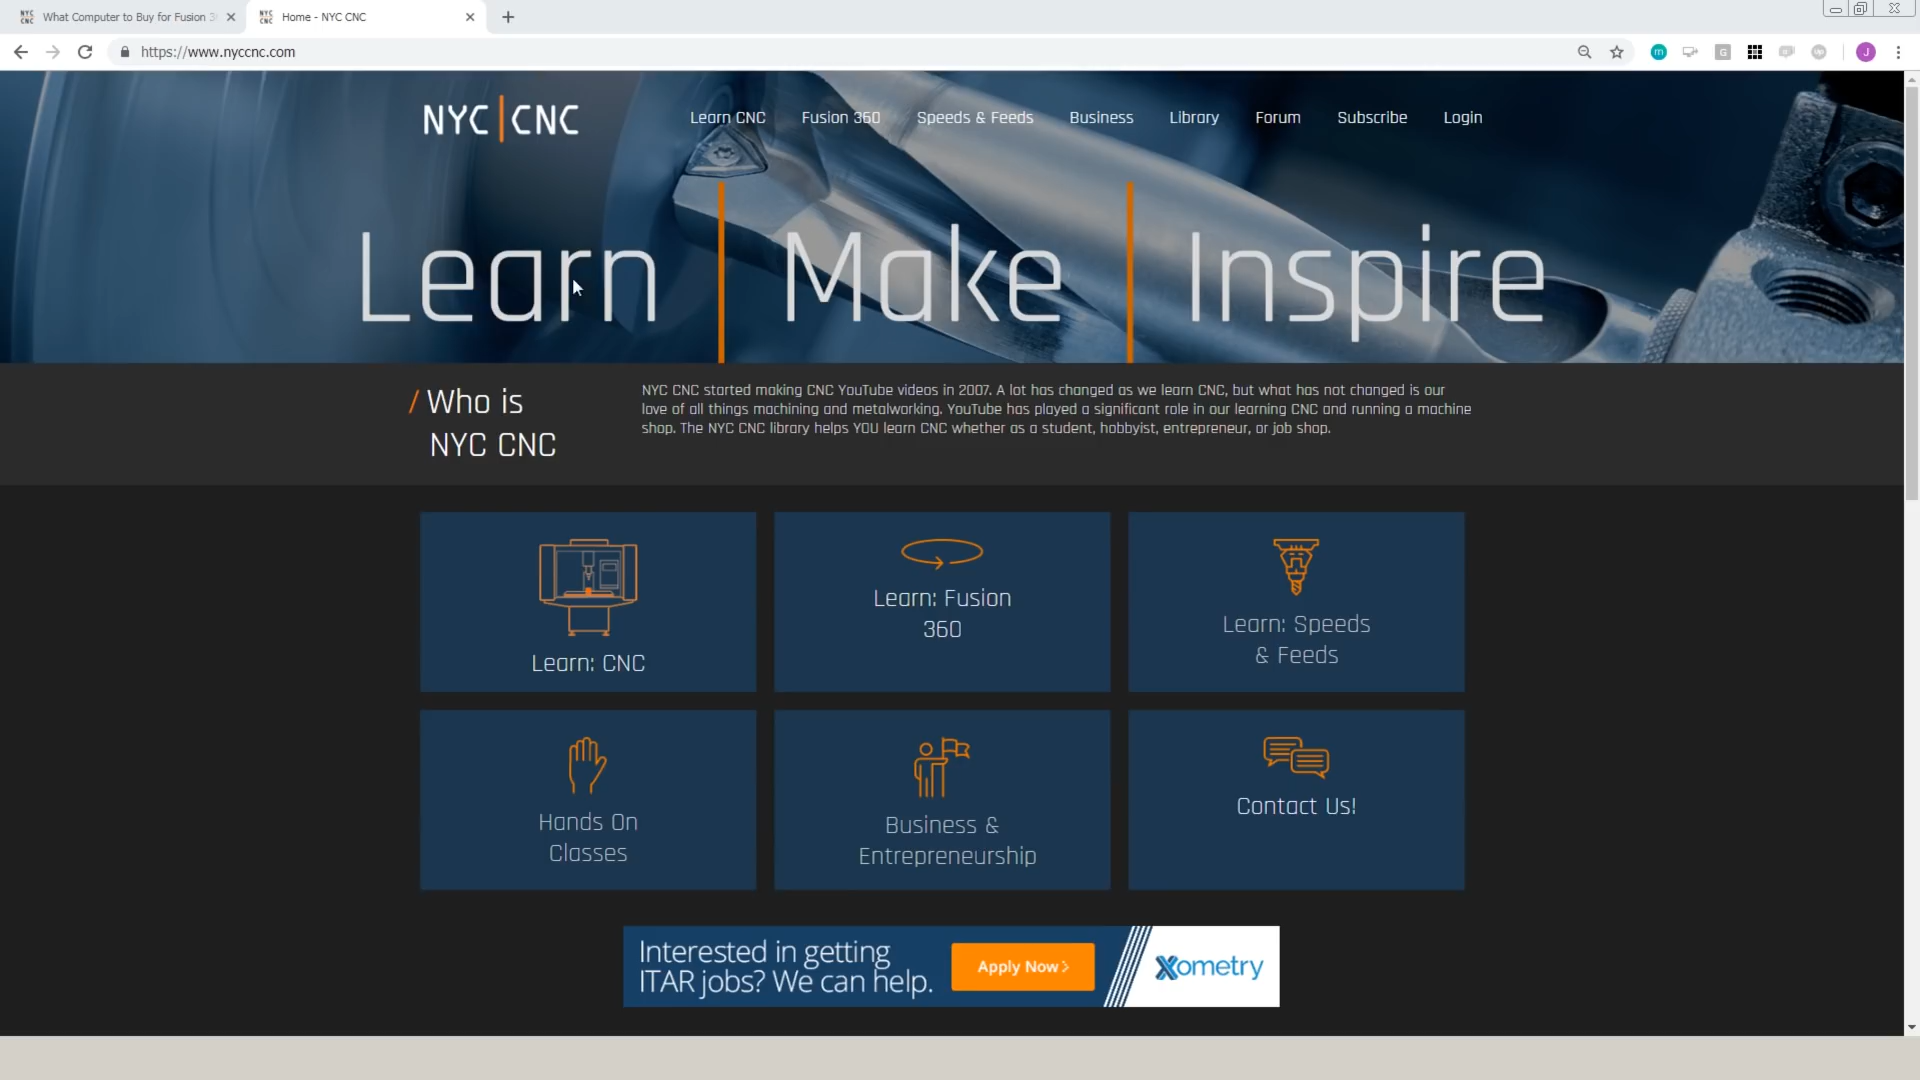 What Computer to Buy for Fusion 3
Home - NYC CNC
https://www.nyccnc.com
NYC|CNC
Learn CNC
Fusion 360
Speeds & Feeds
Business
Library
Forum
Subscribe
Login
Learn | Make | Inspire
/ Who is
NYC CNC
NYC CNC started making CNC YouTube videos in 2007. A lot has changed as we learn CNC, but what has not changed is our
love of all things machining and metalworking. YouTube has played a significant role in our learning CNC and running a machine
shop. The NYC CNC library helps YOU learn CNC whether as a student, hobbyist, entrepreneur, or job shop.
Learn: CNC
Learn: Fusion
360
Learn: Speeds
& Feeds
Hands On
Classes
Business &
Entrepreneurship
Contact Us!
Interested in getting
ITAR jobs? We can help.
Apply Now >
Xometry